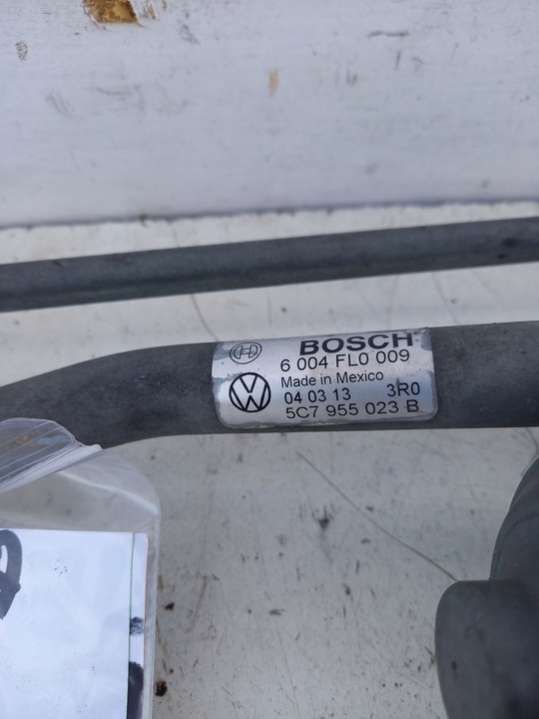 BOSCH
6 004 FL0 009
Made in Mexico
04 03 13 3R0
5C7 955 023 B